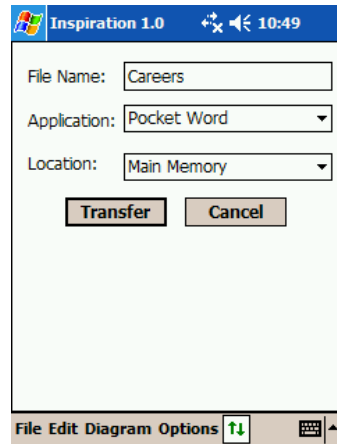 Inspiration 1.0 10:49
File Name: Careers
Application: Pocket Word
Location: Main Memory
Transfer Cancel
File Edit Diagram Options